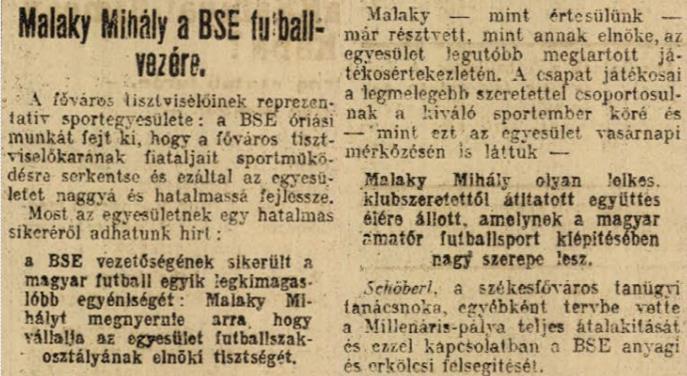 Malaky Mihály a BSE futball-
vezére.
A főváros tisztviselőinek reprezen-
tatív sportegyesülete: a BSE óriási
munkát fejt ki, hogy a főváros tiszt-
viselőkarának fiataljait sportműkö-
désre serkentse és ezáltal az egyesü-
letet naggyá és hatalmassá fejlessze.
Most az egyesületnek egy hatalmas
sikeréről adhatunk hírt:
a BSE vezetőségének sikerült a
magyar futball egyik legkimagas-
lóbb egyéniségét: Malaky Mi-
hályt megnyernie arra, hogy
vállalja az egyesület futballszak-
osztályának elnöki tisztségét.
Malaky — mint értesülünk —
már résztvett, mint annak elnöke, az
egyesület legutóbb megtartott já-
tékosértekezletén. A csapat játékosai
a legmelegebb szeretettel csoportosul-
nak a kiváló sportember köré és
— mint ezt az egyesület vasárnapi
mérkőzésén is láttuk —
Malaky Mihály olyan lelkes,
klubszeretettől átitatott együttes
élére állott, amelynek a magyar
amatőr futballsport kiépítésében
nagy szerepe lesz.
Schöberl, a székesfőváros tanügyi
tanácsnoka, egyébként tervbe vette
a Millenáris-pálya teljes átalakítását
és ezzel kapcsolatban a BSE anyagi
és erkölcsi felsegítését.